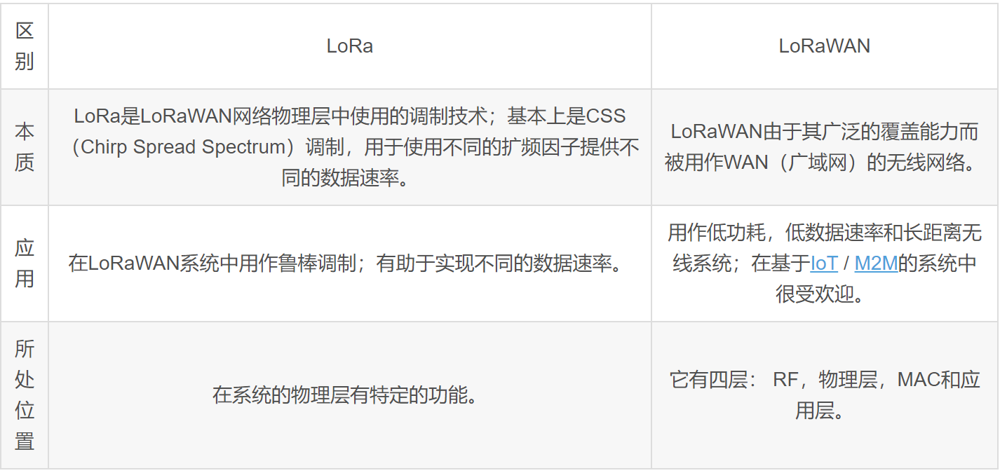 区
别
LoRa
LoRaWAN
本
质
LoRa是LoRaWAN网络物理层中使用的调制技术；基本上是CSS
（Chirp Spread Spectrum）调制，用于使用不同的扩频因子提供不
同的数据速率。
LoRaWAN由于其广泛的覆盖能力而
被用作WAN（广域网）的无线网络。
应
用
在LoRaWAN系统中用作鲁棒调制；有助于实现不同的数据速率。
用作低功耗，低数据速率和长距离无
线系统；在基于IoT / M2M的系统中
很受欢迎。
所
处
位
置
在系统的物理层有特定的功能。
它有四层： RF，物理层，MAC和应
用层。